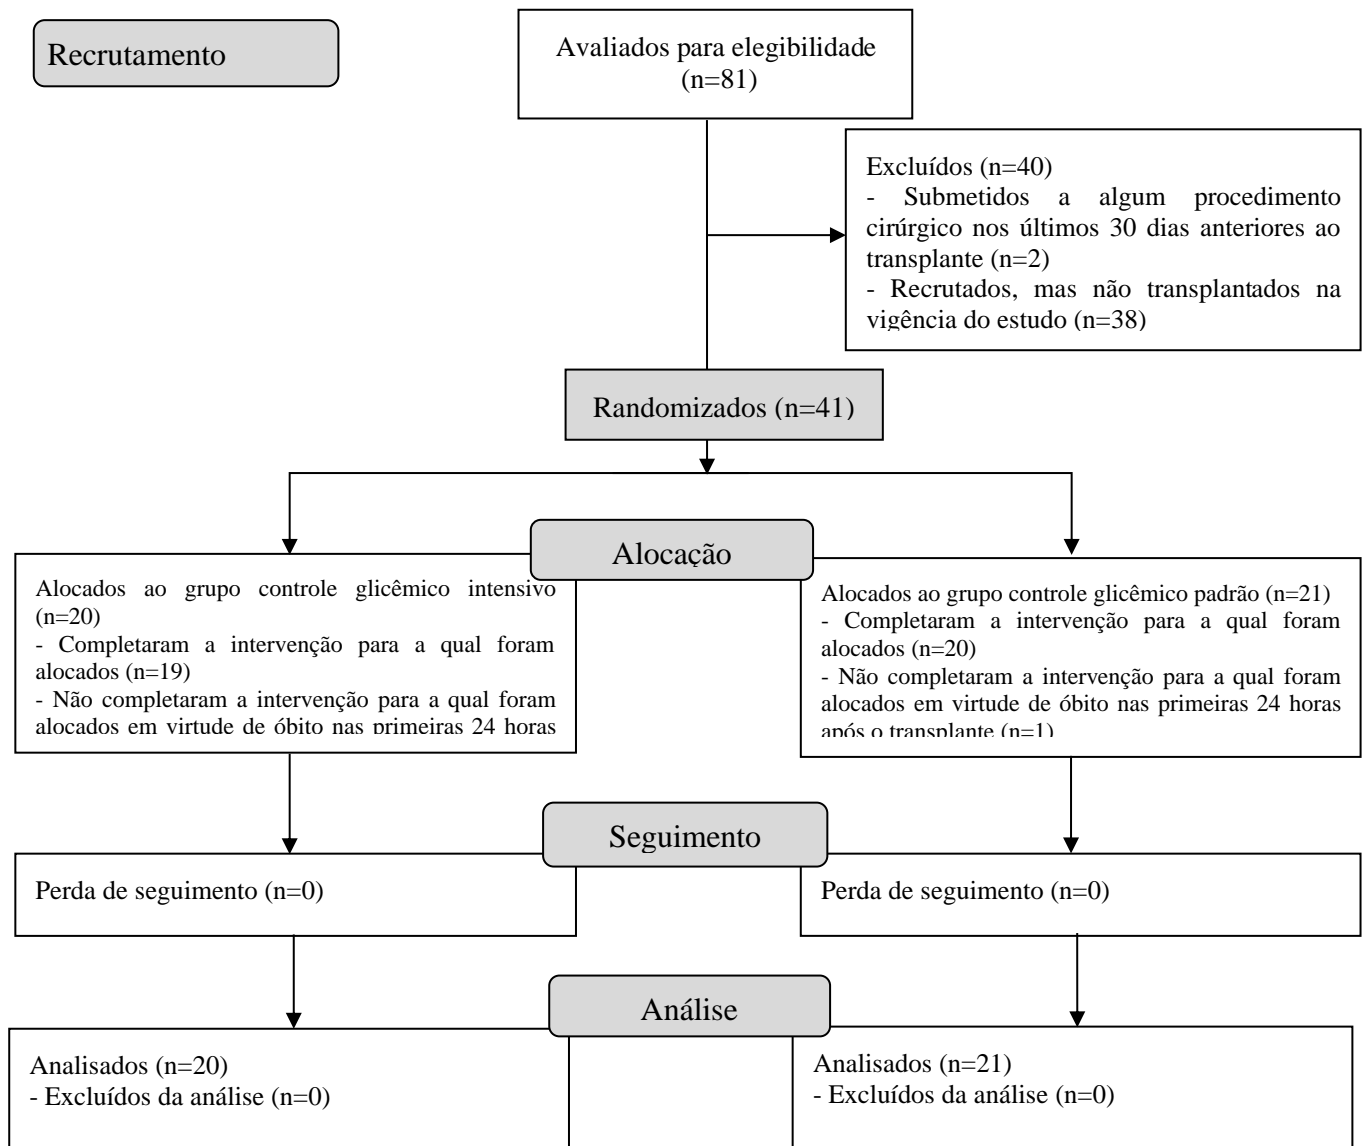 Recrutamento
Avaliados para elegibilidade
(n=81)
Excluídos (n=40)
- Submetidos a algum procedimento
cirúrgico nos últimos 30 dias anteriores ao
transplante (n=2)
- Recrutados, mas não transplantados na
vigência do estudo (n=38)
Randomizados (n=41)
Alocação
Alocados ao grupo controle glicêmico intensivo
(n=20)
- Completaram a intervenção para a qual foram
alocados (n=19)
- Não completaram a intervenção para a qual foram
alocados em virtude de óbito nas primeiras 24 horas
Alocados ao grupo controle glicêmico padrão (n=21)
- Completaram a intervenção para a qual foram
alocados (n=20)
- Não completaram a intervenção para a qual foram
alocados em virtude de óbito nas primeiras 24 horas
após o transplante (n=1)
Seguimento
Perda de seguimento (n=0)
Perda de seguimento (n=0)
Análise
Analisados (n=20)
- Excluídos da análise (n=0)
Analisados (n=21)
- Excluídos da análise (n=0)